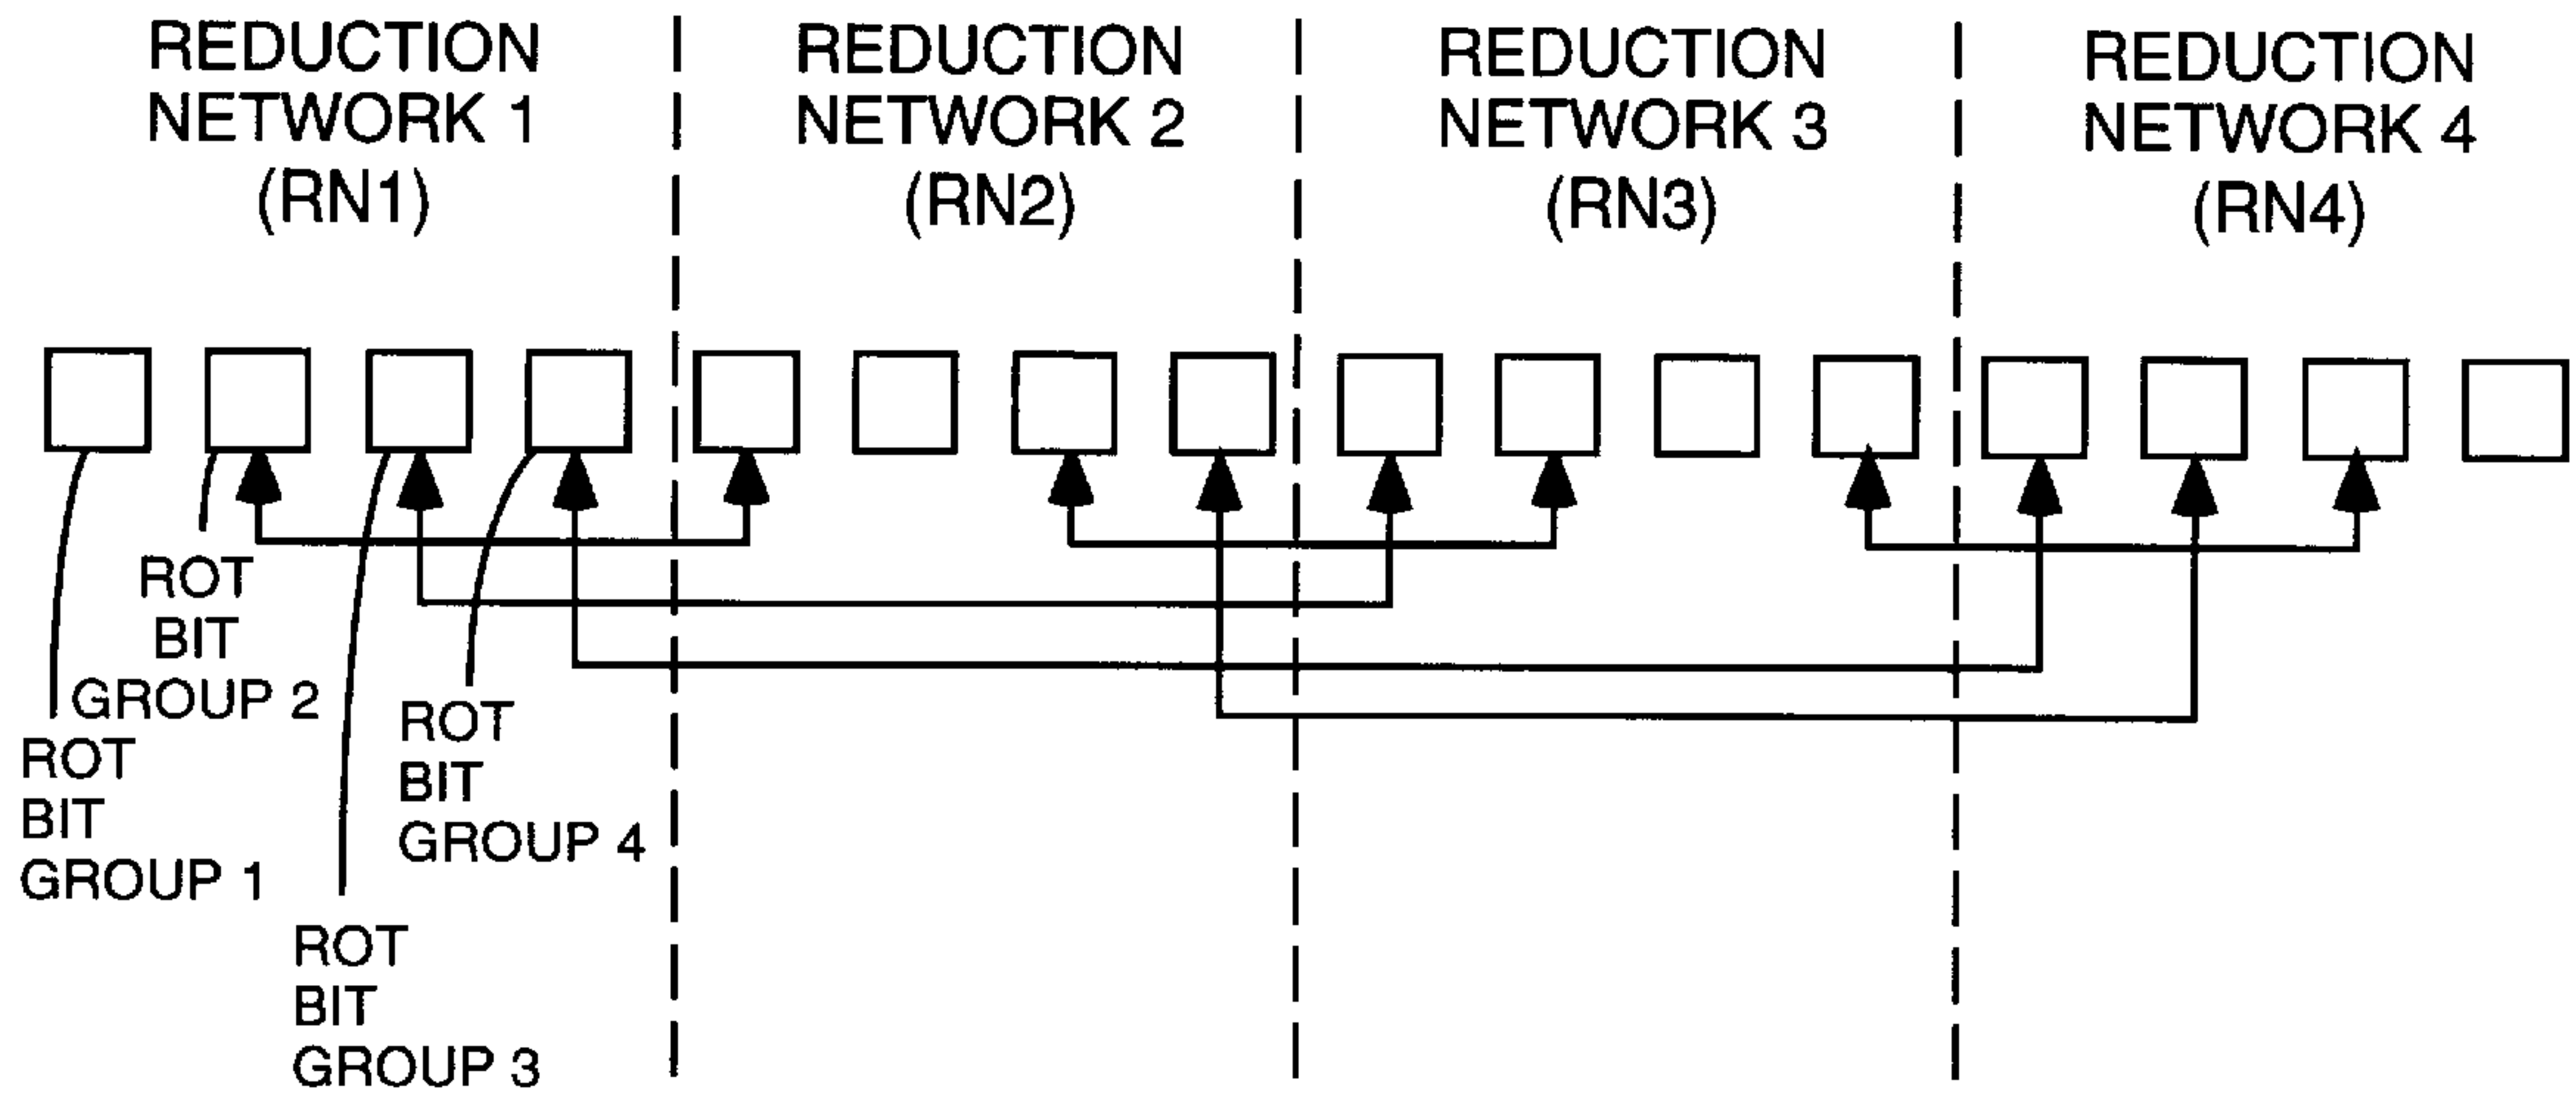 REDUCTION
NETWORK 1
(RN1)
REDUCTION
NETWORK 2
(RN2)
REDUCTION
NETWORK 3
(RN3)
REDUCTION
NETWORK 4
(RN4)
ROT
BIT
GROUP 2
ROT
BIT
GROUP 1
ROT
BIT
GROUP 4
ROT
BIT
GROUP 3